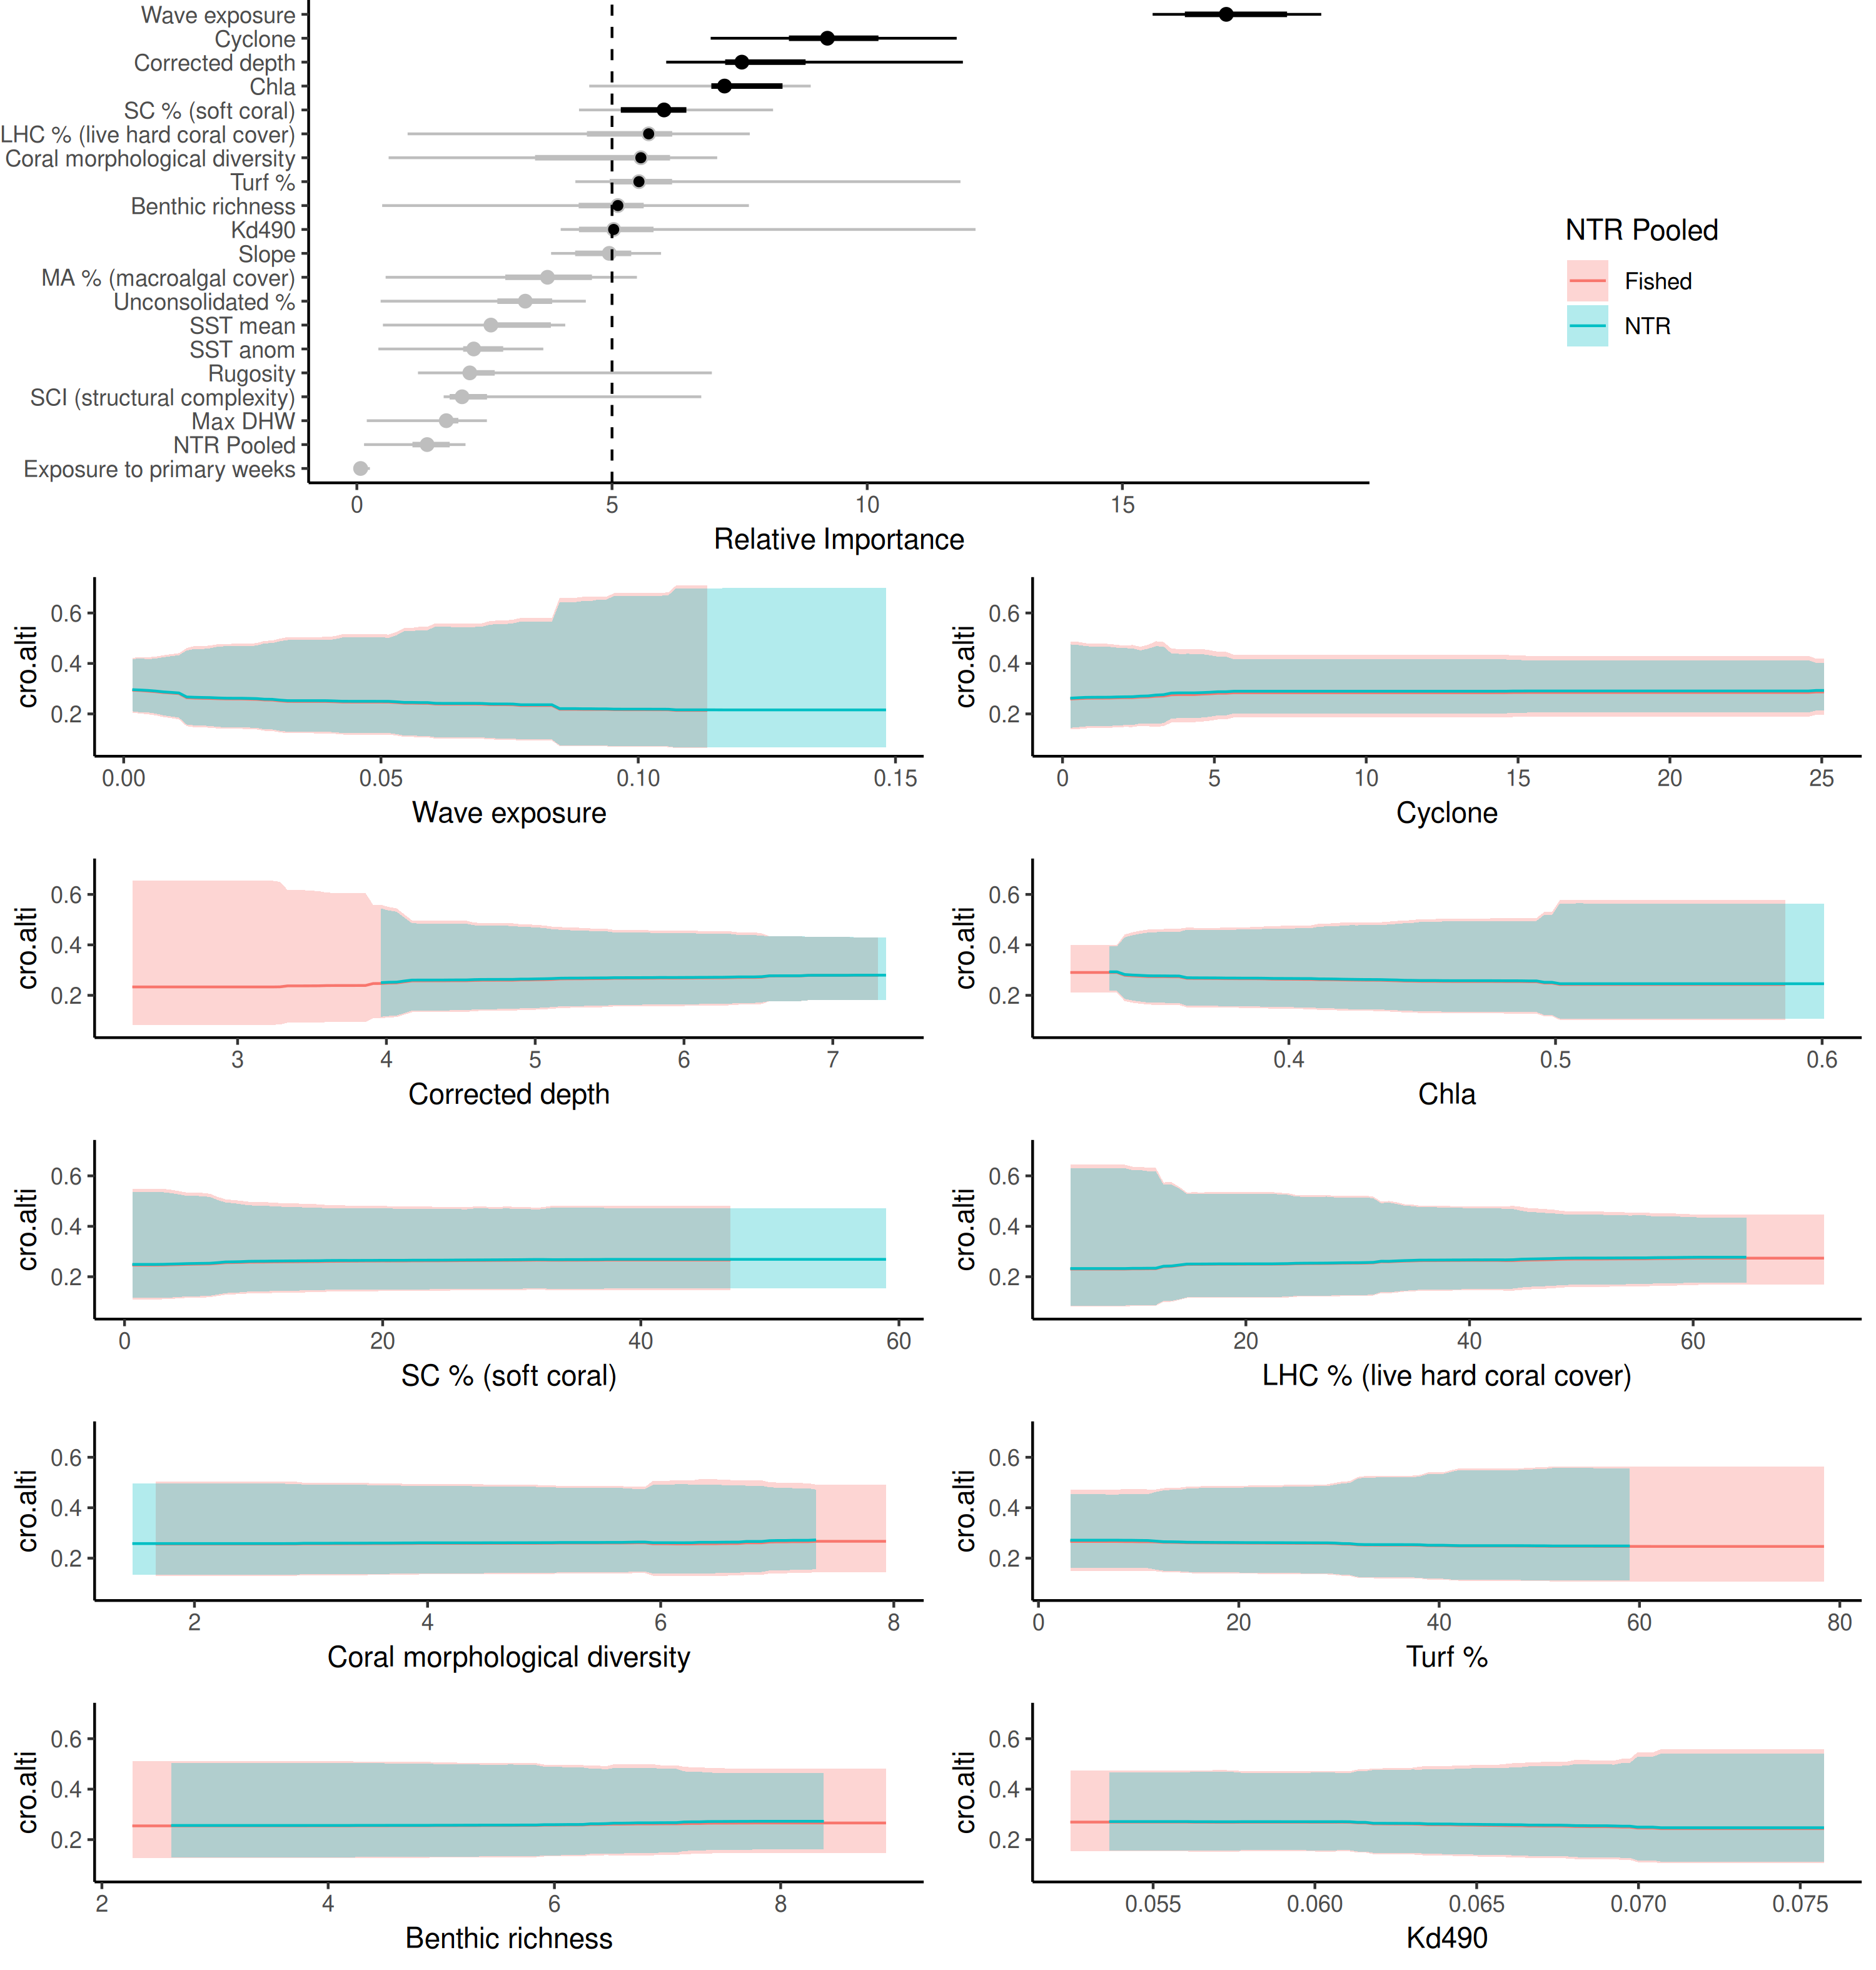 Wave exposure
Cyclone
Corrected depth
Chla
SC % (soft coral)
LHC % (live hard coral cover)
Coral morphological diversity
Turf %
Benthic richness
Kd490
Slope
MA % (macroalgal cover)
Unconsolidated %
SST mean
SST anom
Rugosity
SCI (structural complexity)
Max DHW
NTR Pooled
Exposure to primary weeks
0 5 10 15
Relative Importance
NTR Pooled
Fished
NTR
cro.alti
0.6
0.4
0.2
0.00 0.05 0.10 0.15
Wave exposure
cro.alti
0.6
0.4
0.2
0 5 10 15 20 25
Cyclone
cro.alti
0.6
0.4
0.2
3 4 5 6 7
Corrected depth
cro.alti
0.6
0.4
0.2
0.4 0.5 0.6
Chla
cro.alti
0.6
0.4
0.2
0 20 40 60
SC % (soft coral)
cro.alti
0.6
0.4
0.2
20 40 60
LHC % (live hard coral cover)
cro.alti
0.6
0.4
0.2
2 4 6 8
Coral morphological diversity
cro.alti
0.6
0.4
0.2
0 20 40 60 80
Turf %
cro.alti
0.6
0.4
0.2
2 4 6 8
Benthic richness
cro.alti
0.6
0.4
0.2
0.055 0.060 0.065 0.070 0.075
Kd490